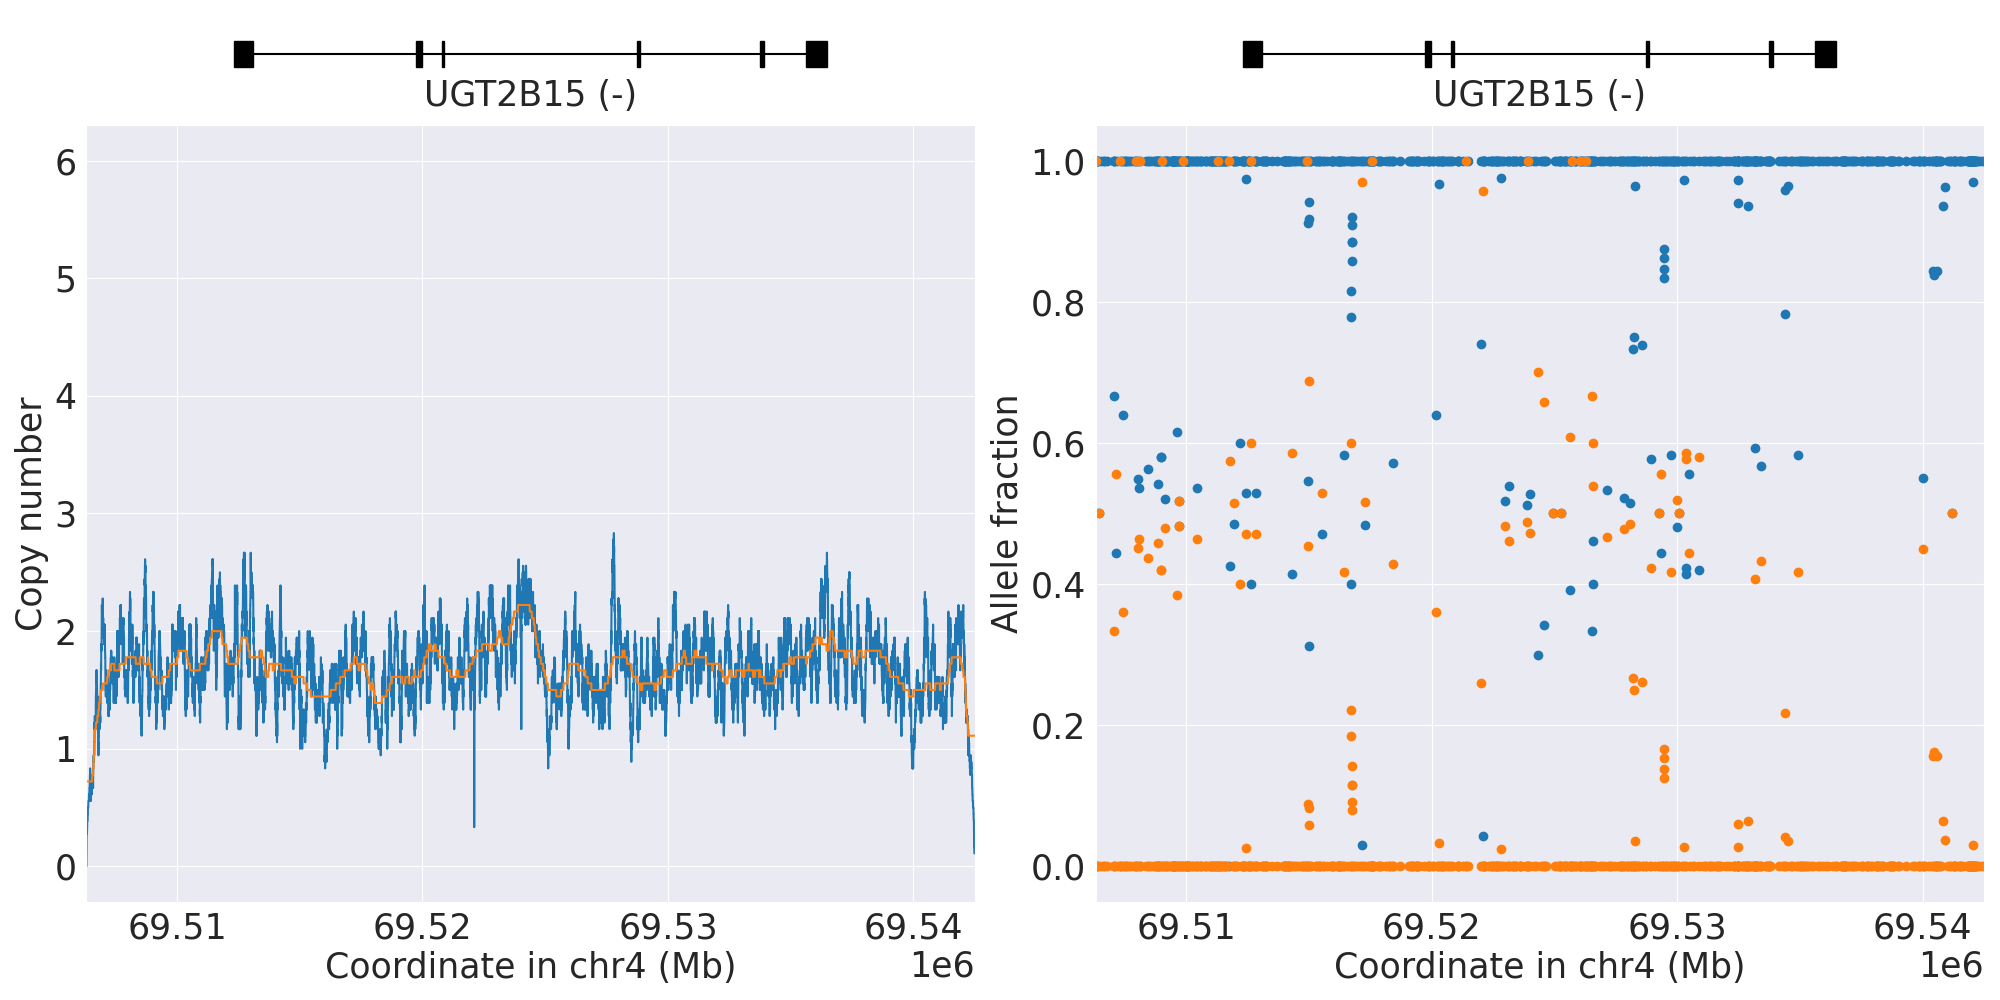 UGT2B15 (-)
6
5
4
3
2
1
0
Copy number
69.51 69.52 69.53 69.54
Coordinate in chr4 (Mb)
1e6
UGT2B15 (-)
1.0
0.8
0.6
0.4
0.2
0.0
Allele fraction
69.51 69.52 69.53 69.54
Coordinate in chr4 (Mb)
1e6